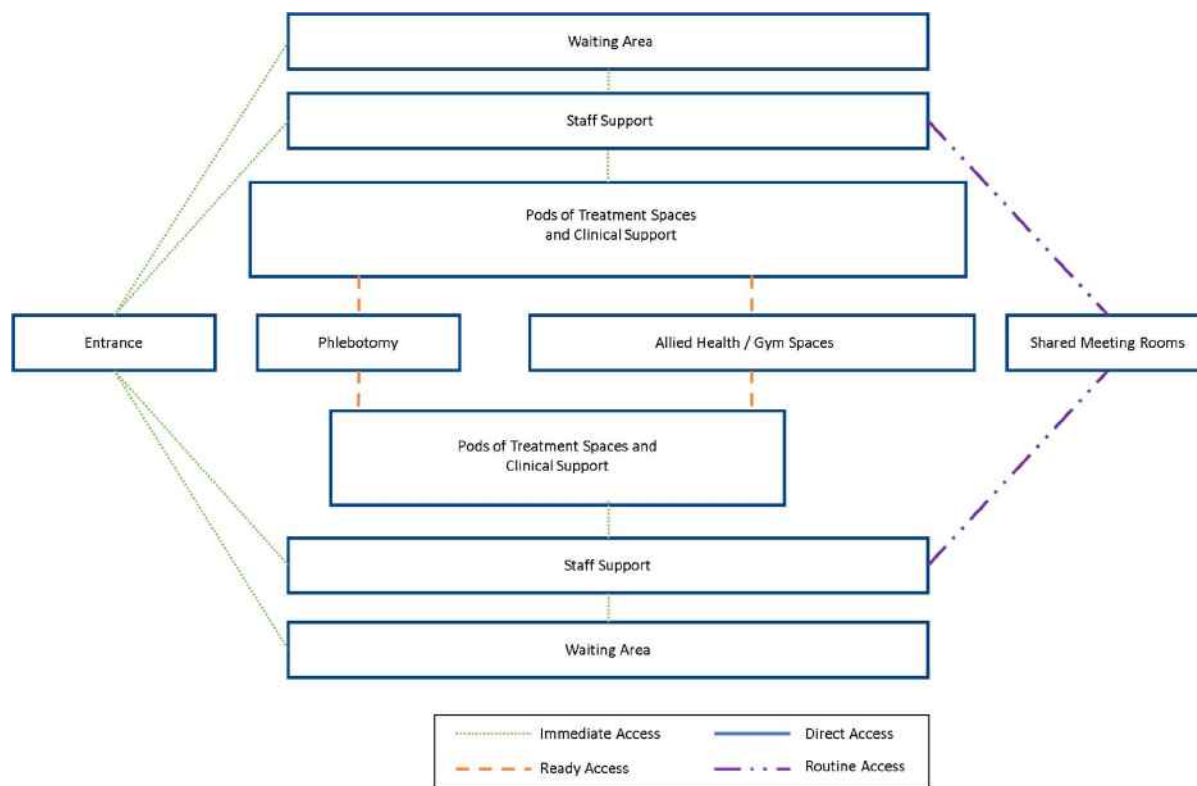 Waiting Area
Staff Support
Pods of Treatment Spaces
and Clinical Support
Entrance
Phlebotomy
Allied Health / Gym Spaces
Shared Meeting Rooms
Pods of Treatment Spaces and
Clinical Support
Staff Support
Waiting Area
Immediate Access
Direct Access
Ready Access
Routine Access